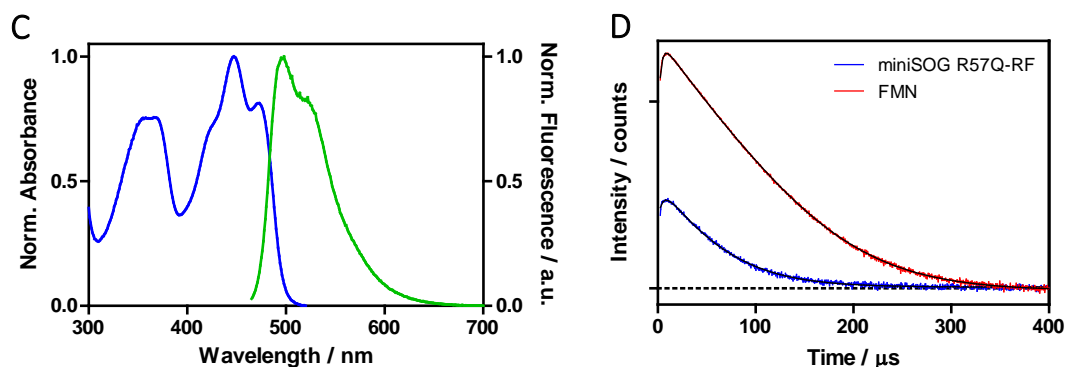 C
1.0
0.5
0.0
Norm. Absorbance
300
400
500
600
700
Wavelength / nm
1.0
0.5
0.0
Norm. Fluorescence / a.u.
D
miniSOG R57Q-RF
FMN
Intensity / counts
0
100
200
300
400
Time / μs